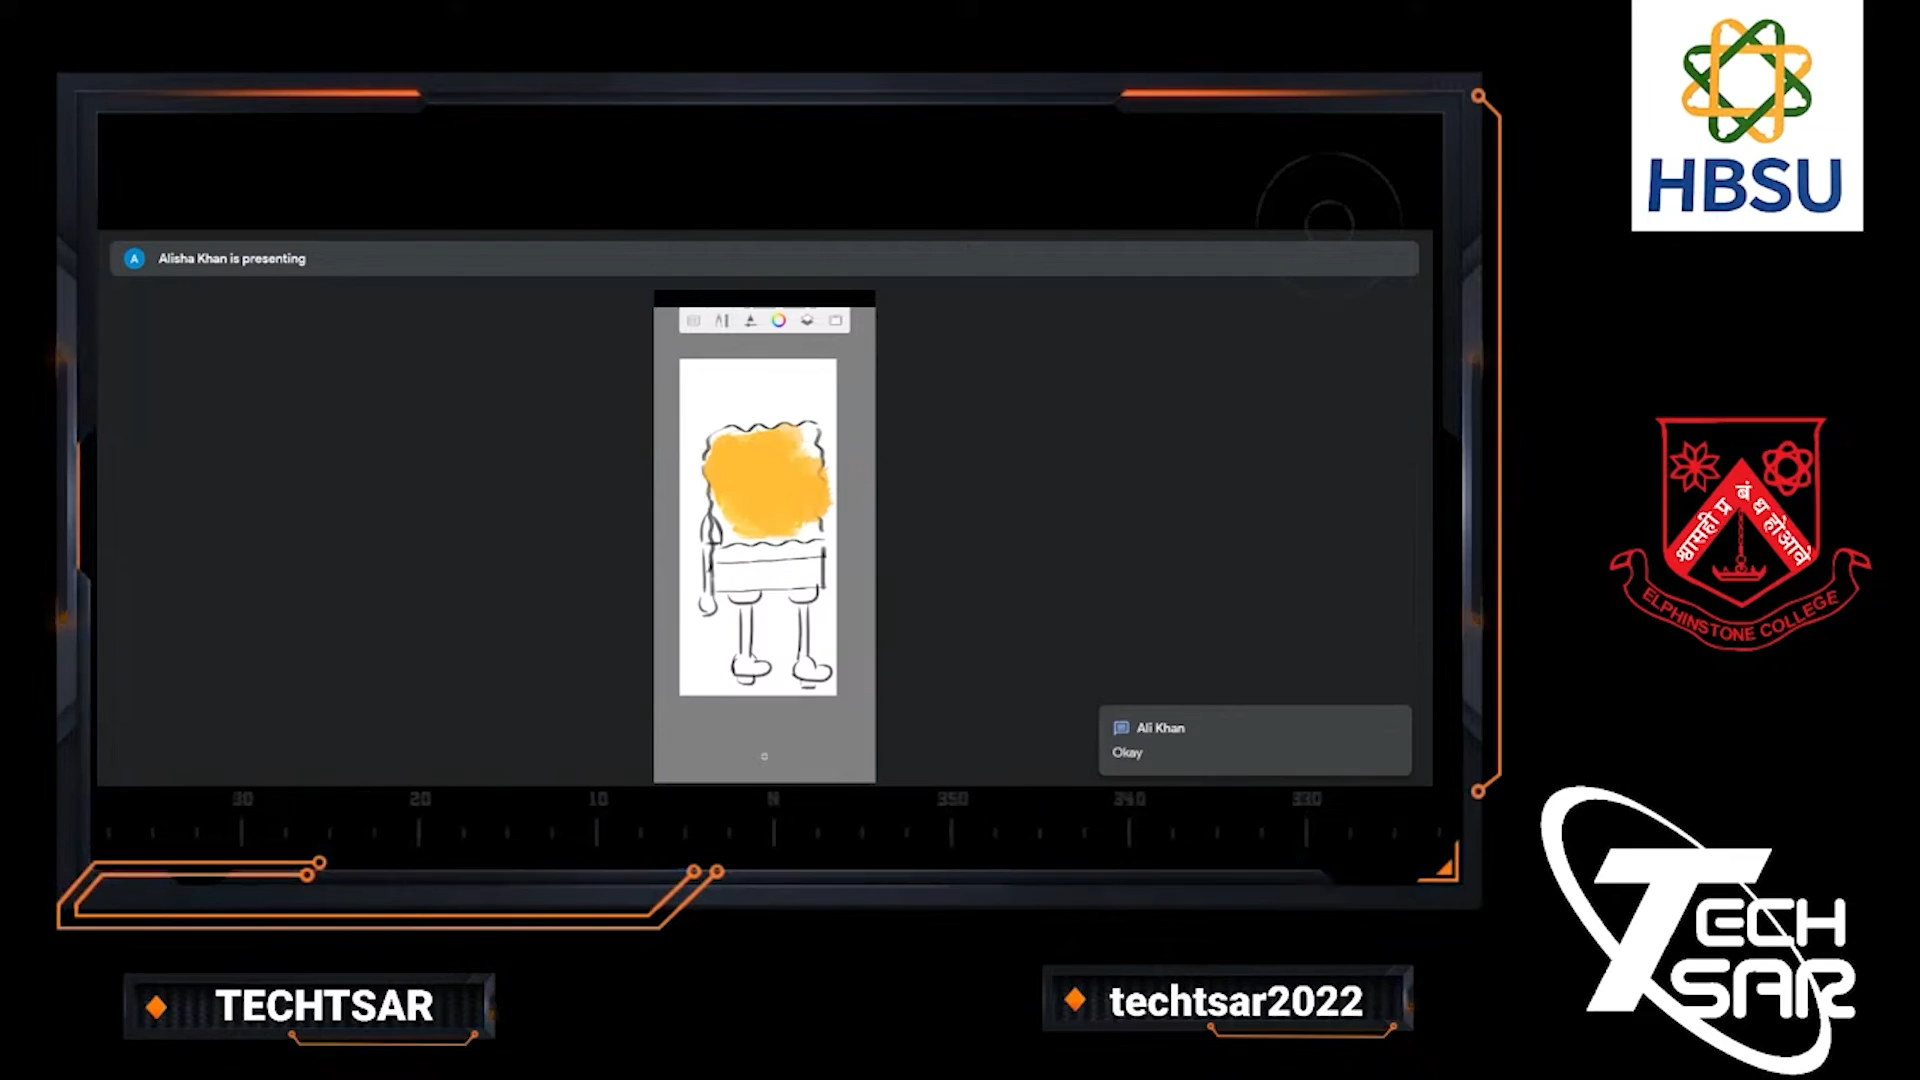 HBSU
A
Alisha Khan is presenting
Ali Khan
Okay
30 20 10 N 350 340 330
ELPHINSTONE COLLEGE
TECH
TSAR
TECHTSAR
techtsar2022